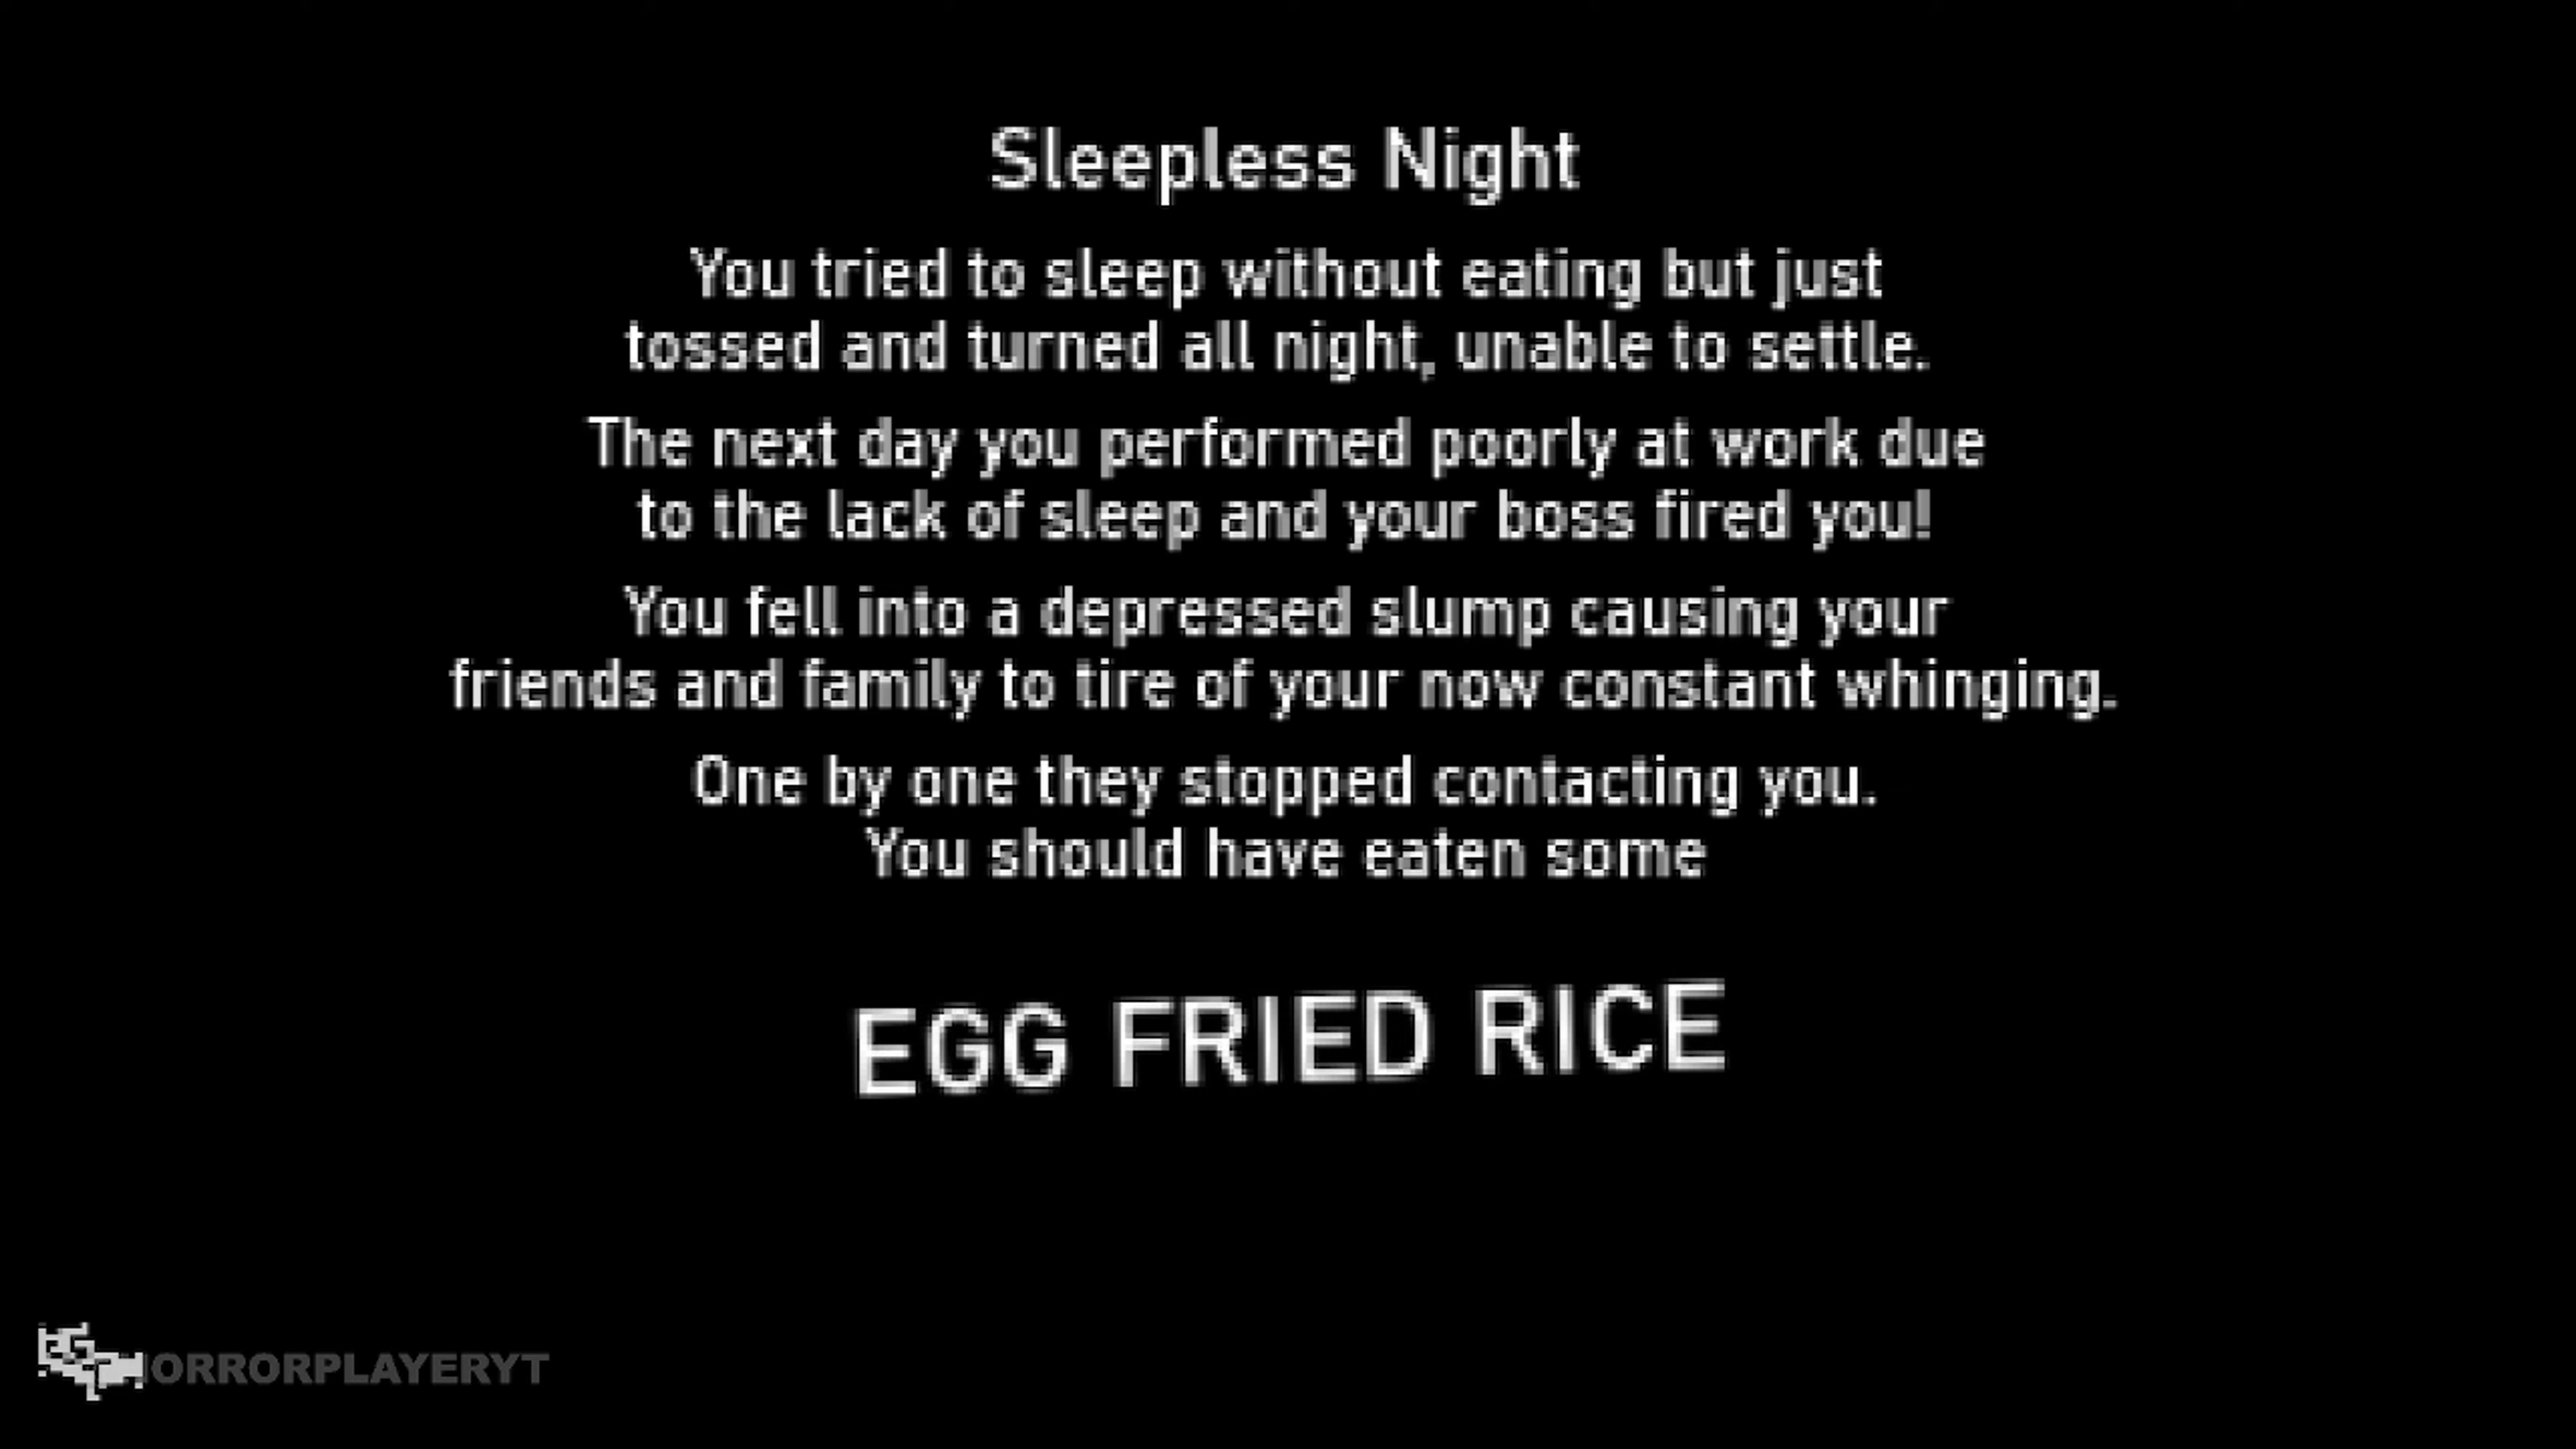 Sleepless Night
You tried to sleep without eating but just
tossed and turned all night, unable to settle.
The next day you performed poorly at work due
to the lack of sleep and your boss fired you!
You fell into a depressed slump causing your
friends and family to tire of your now constant whinging.
One by one they stopped contacting you.
You should have eaten some
EGG FRIED RICE
HORRORPLAYERYT